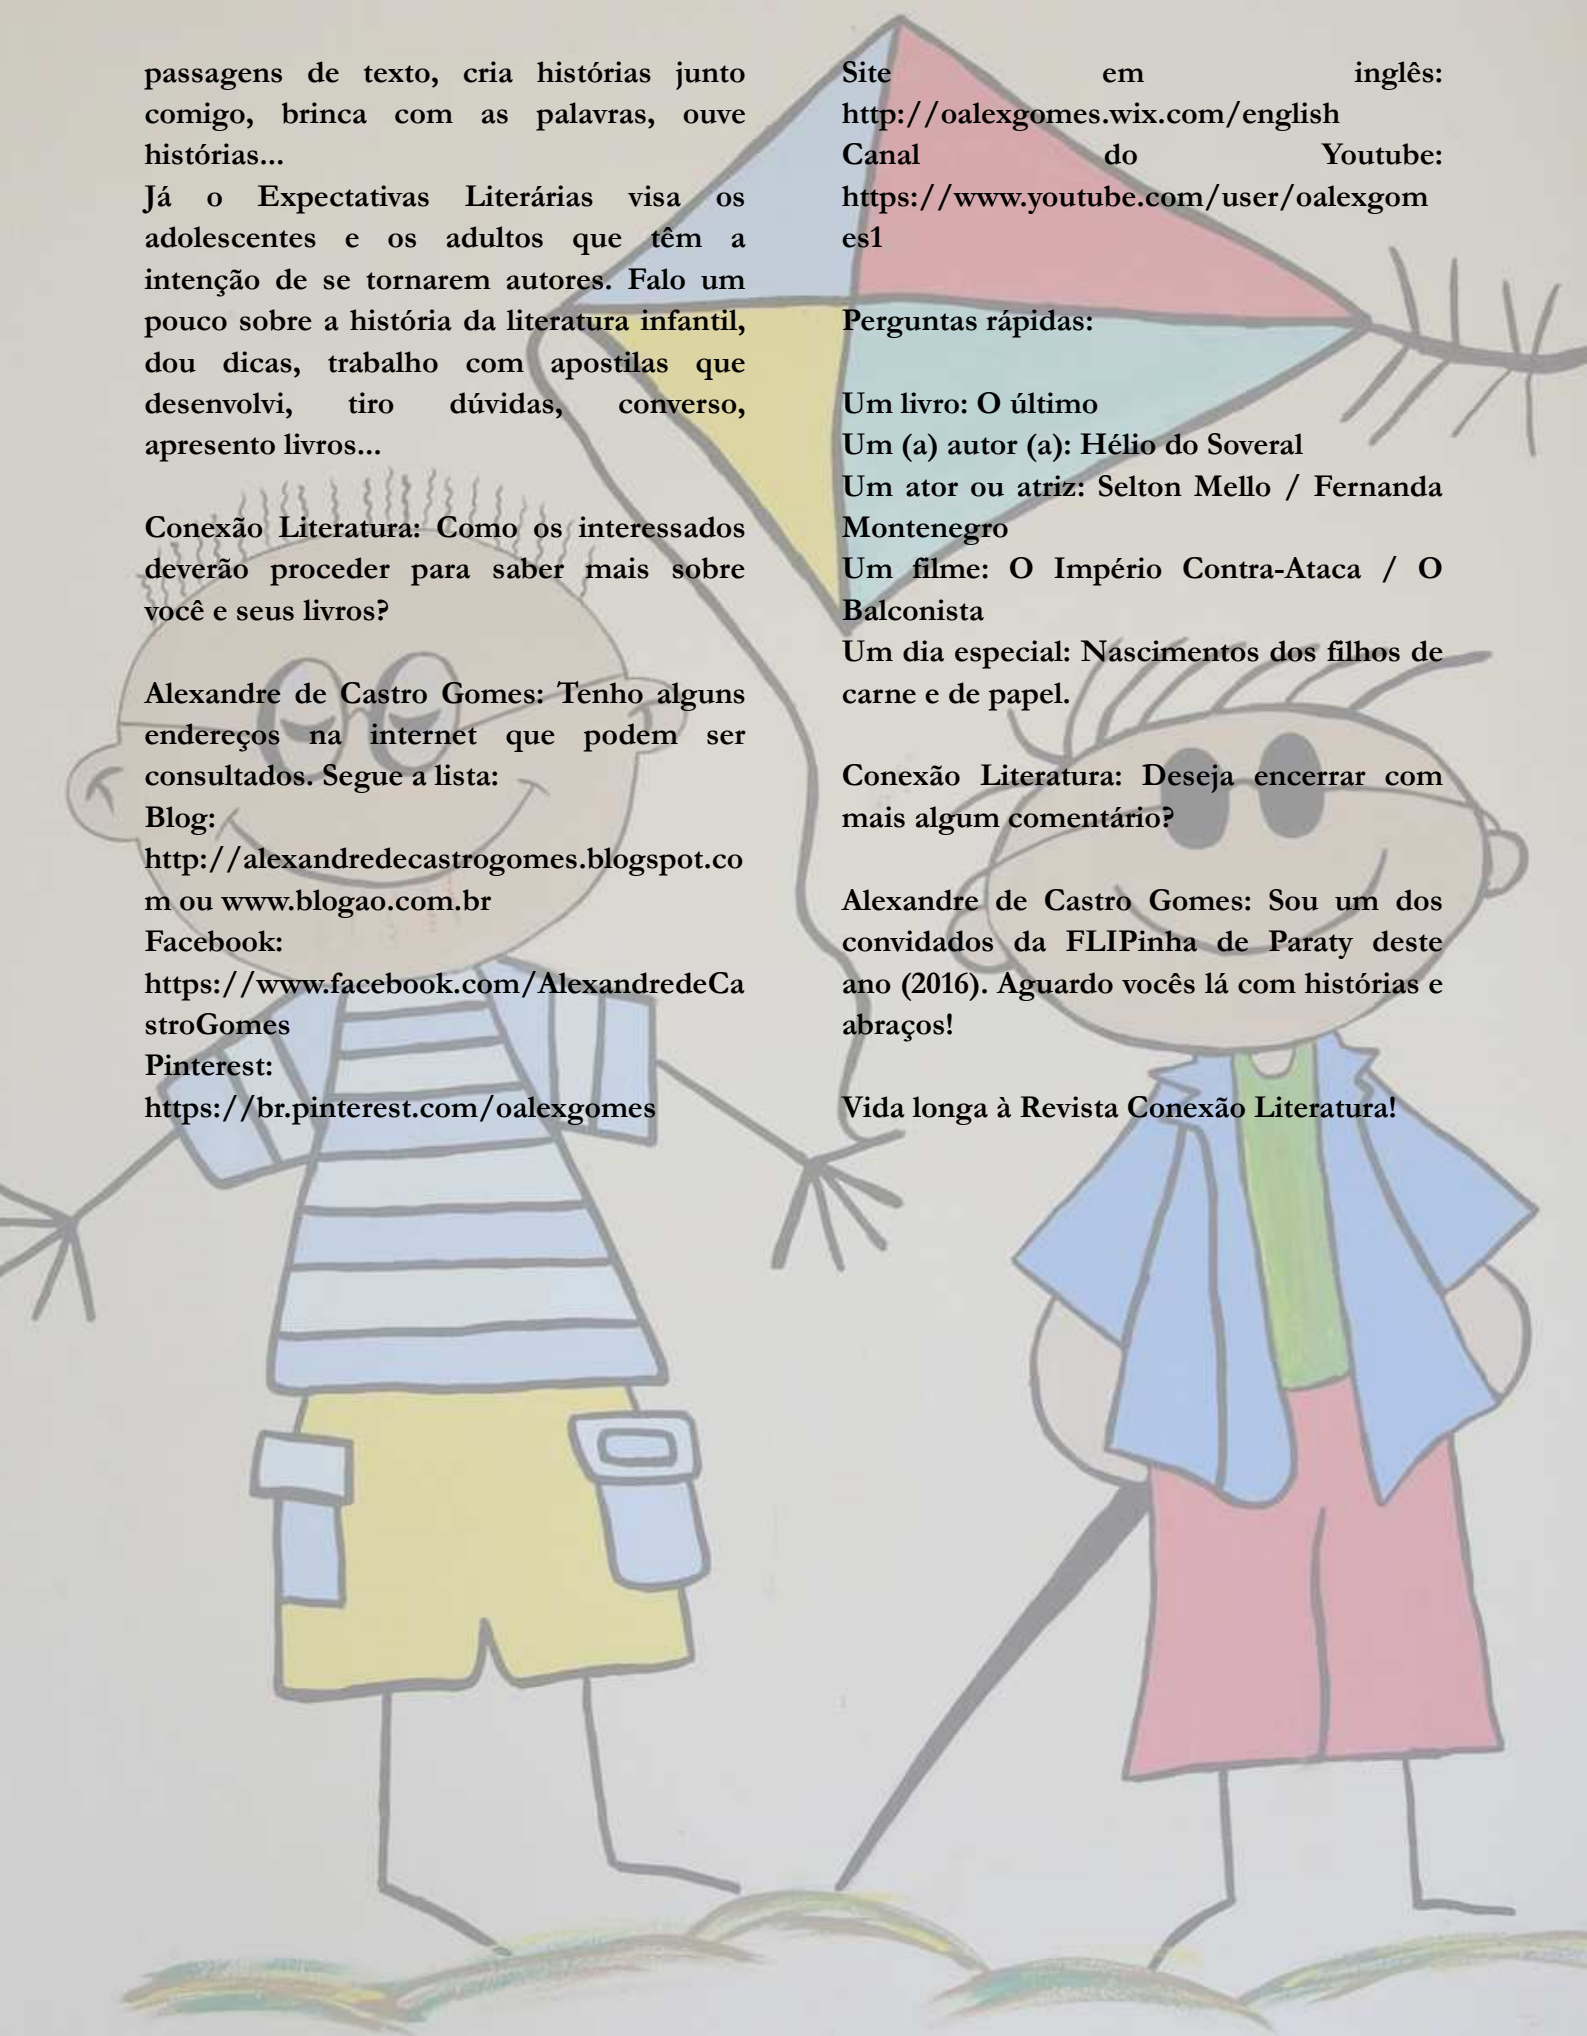 passagens de texto, cria histórias junto
comigo, brinca com as palavras, ouve
histórias...
Já o Expectativas Literárias visa os
adolescentes e os adultos que têm a
intenção de se tornarem autores. Falo um
pouco sobre a história da literatura infantil,
dou dicas, trabalho com apostilas que
desenvolvi, tiro dúvidas, converso,
apresento livros...
Conexão Literatura: Como os interessados
deverão proceder para saber mais sobre
você e seus livros?
Alexandre de Castro Gomes: Tenho alguns
endereços na internet que podem ser
consultados. Segue a lista:
Blog:
http://alexandredecastrogomes.blogspot.co
m ou www.blogao.com.br
Facebook:
https://www.facebook.com/AlexandredeCa
stroGomes
Pinterest:
https://br.pinterest.com/oalexgomes
Site em inglês:
http://oalexgomes.wix.com/english
Canal do Youtube:
https://www.youtube.com/user/oalexgom
es1
Perguntas rápidas:
Um livro: O último
Um (a) autor (a): Hélio do Soveral
Um ator ou atriz: Selton Mello / Fernanda
Montenegro
Um filme: O Império Contra-Ataca / O
Balconista
Um dia especial: Nascimentos dos filhos de
carne e de papel.
Conexão Literatura: Deseja encerrar com
mais algum comentário?
Alexandre de Castro Gomes: Sou um dos
convidados da FLIPinha de Paraty deste
ano (2016). Aguardo vocês lá com histórias e
abraços!
Vida longa à Revista Conexão Literatura!